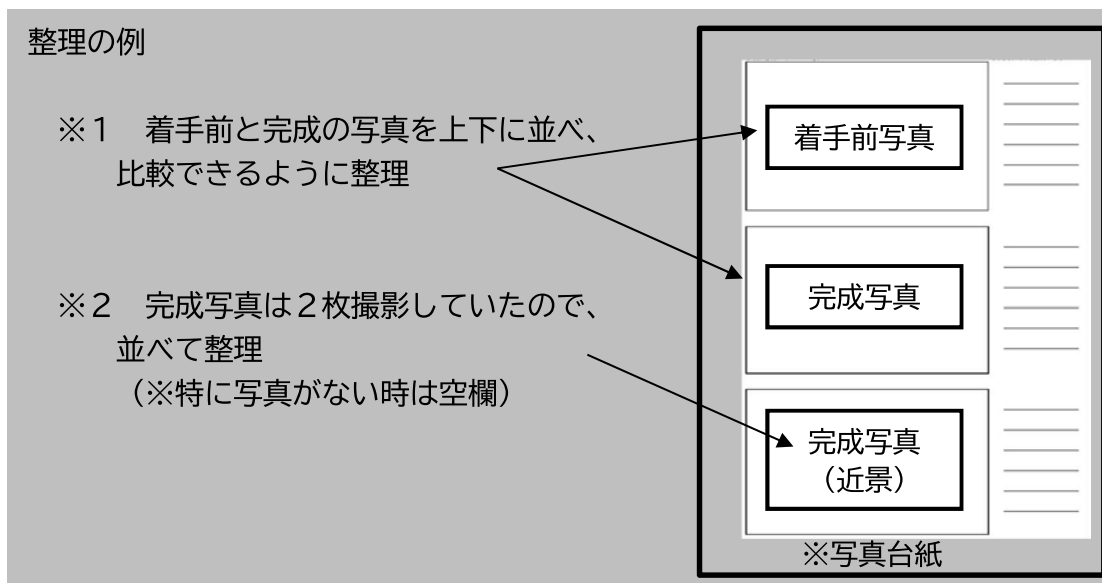 整理の例
※１　着手前と完成の写真を上下に並べ、
比較できるように整理
※２　完成写真は２枚撮影していたので、
並べて整理
（※特に写真がない時は空欄）
着手前写真
完成写真
完成写真
（近景）
※写真台紙